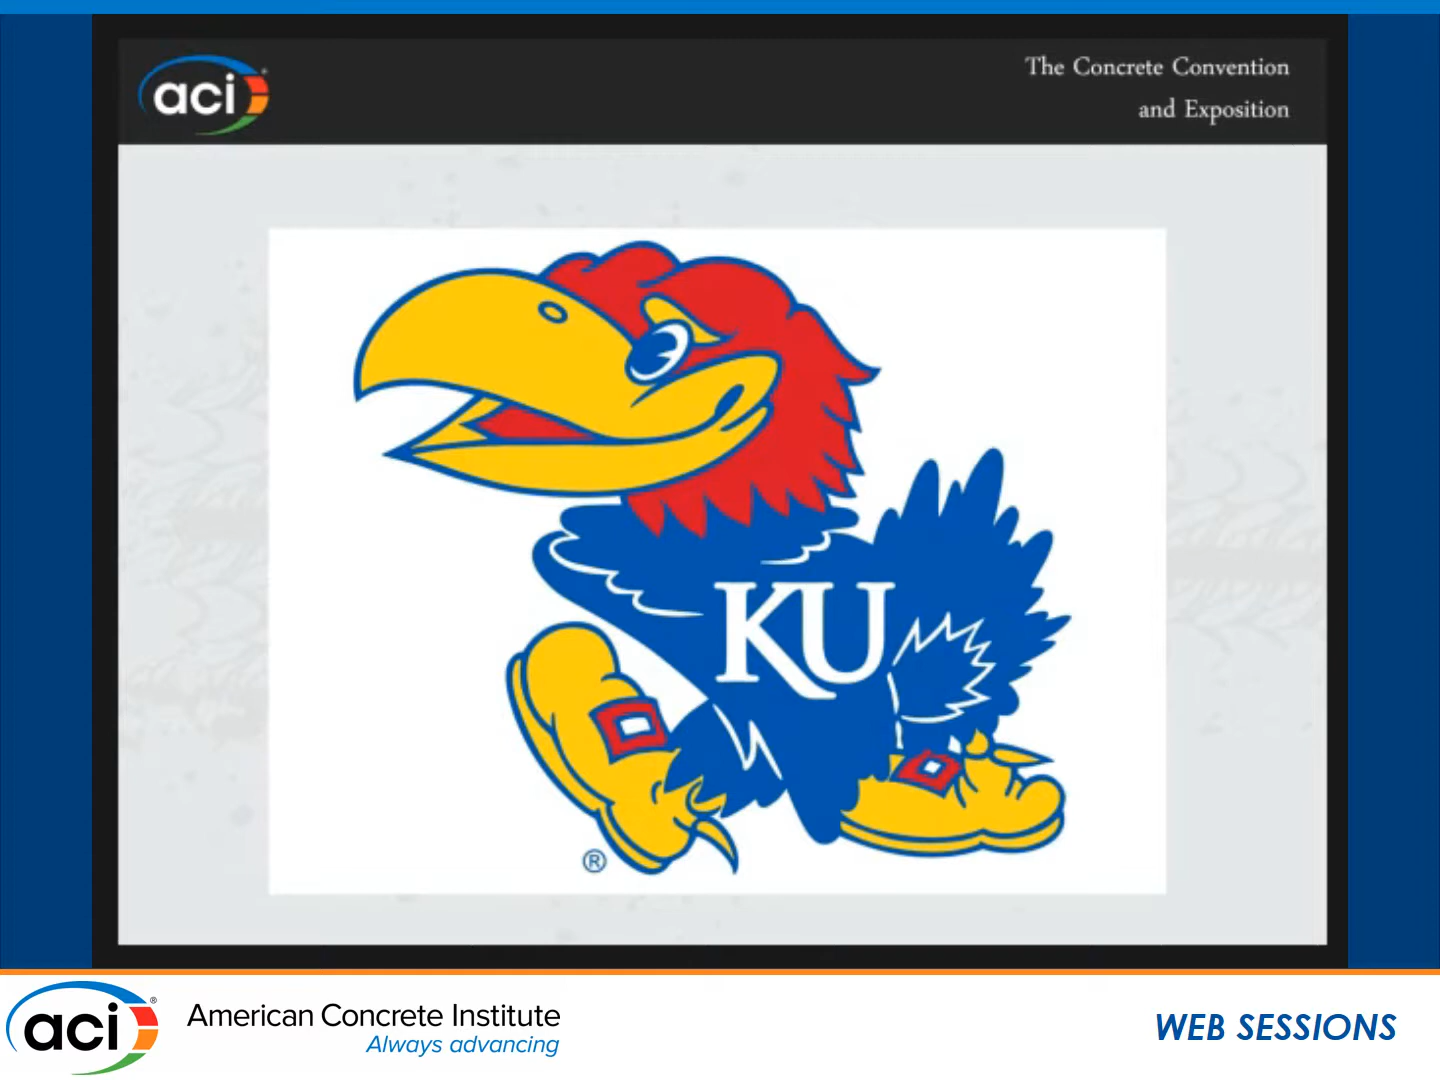 aci
The Concrete Convention
and Exposition
KU
®
aci®
American Concrete Institute
Always advancing
WEB SESSIONS